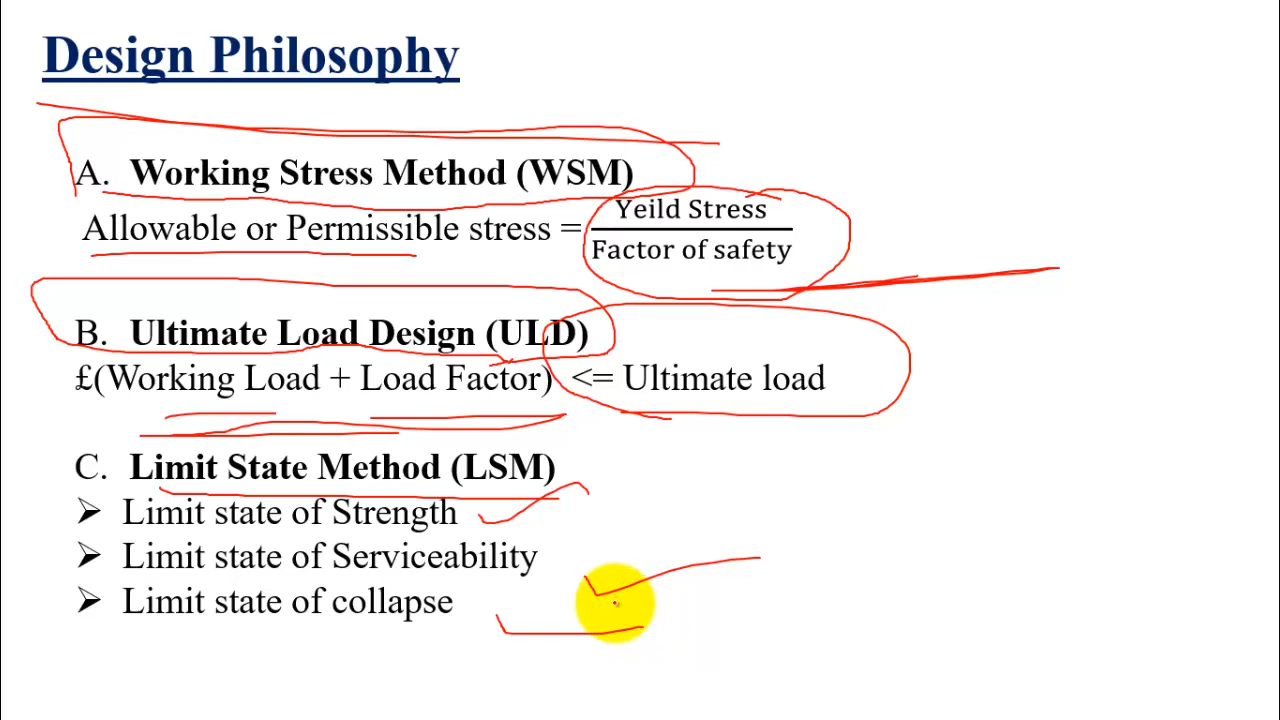 Design Philosophy
A. Working Stress Method (WSM)
Allowable or Permissible stress = Yeild Stress
Factor of safety
B. Ultimate Load Design (ULD)
£(Working Load + Load Factor) <= Ultimate load
C. Limit State Method (LSM)
➢ Limit state of Strength
➢ Limit state of Serviceability
➢ Limit state of collapse